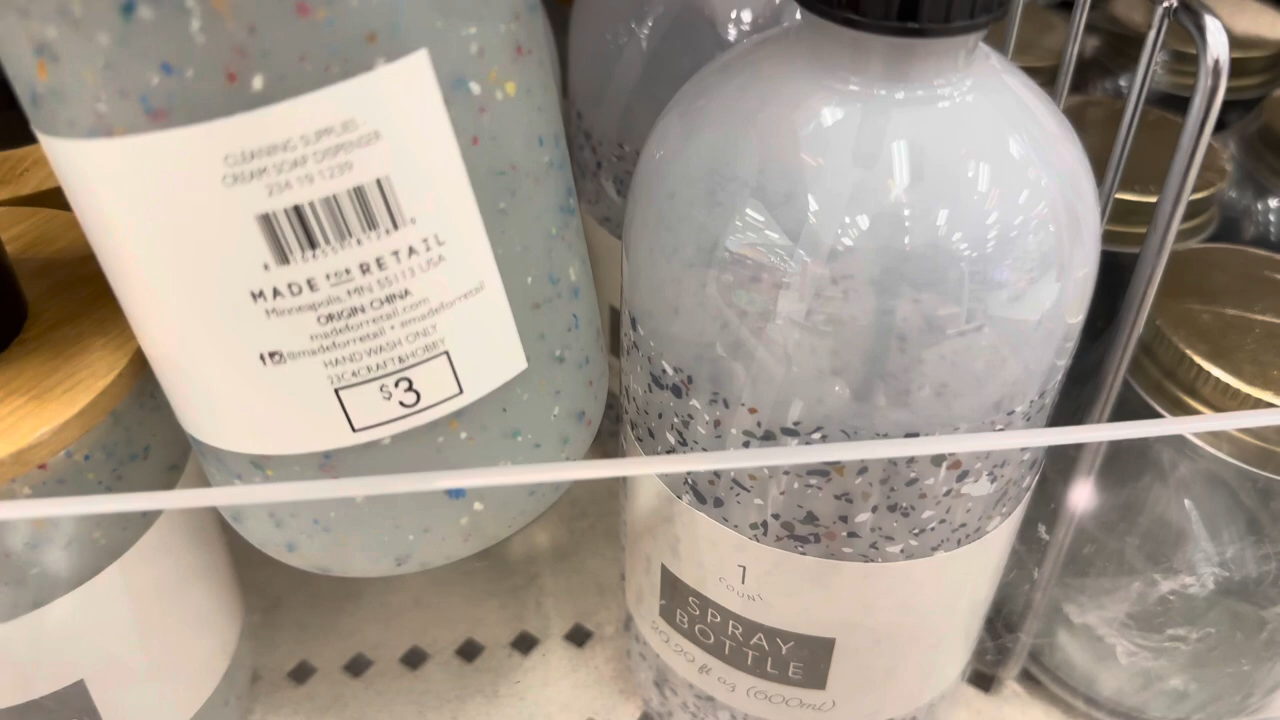 CLEANING SUPPLIES
CREAM SOAP DISPENSER
234 19 1239
MADE FOR RETAIL
Minneapolis, MN 55113 USA
ORIGIN CHINA
madeforretail.com
@madeforretail • #madeforretail
HAND WASH ONLY
23C4CRAFT&HOBBY
$3
1
COUNT
SPRAY
BOTTLE
20.29 fl oz (600ml)